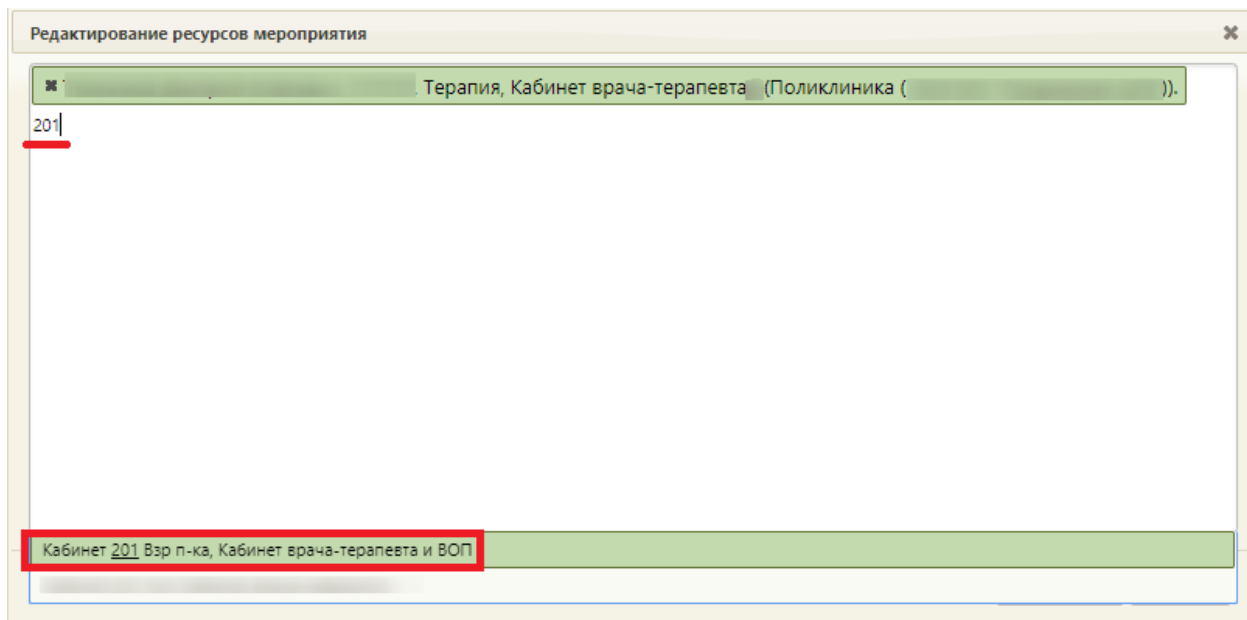 Редактирование ресурсов мероприятия
Терапия, Кабинет врача-терапевта (Поликлиника ( )).
201
Кабинет 201 Взр п-ка, Кабинет врача-терапевта и ВОП